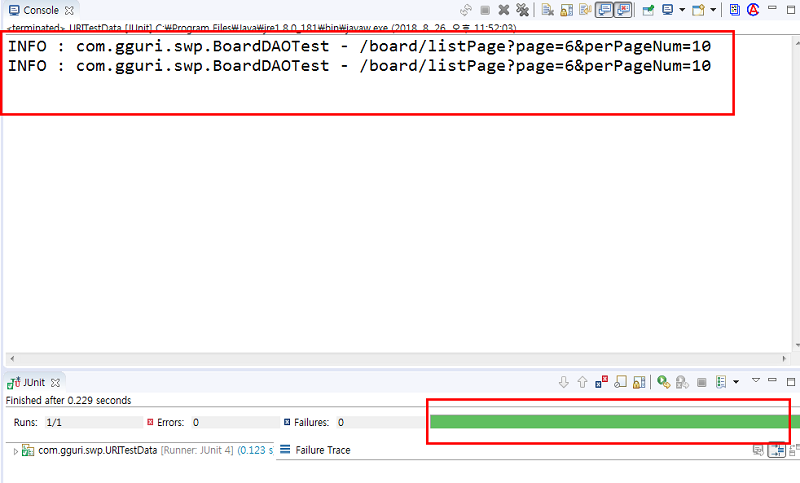 Console
<terminated> URITestData [JUnit] C:₩Program Files₩Java₩jre1.8.0_181₩bin₩javaw.exe (2018. 8. 26. 오후 11:52:03)
INFO : com.gguri.swp.BoardDAOTest - /board/listPage?page=6&perPageNum=10
INFO : com.gguri.swp.BoardDAOTest - /board/listPage?page=6&perPageNum=10
JUnit
Finished after 0.229 seconds
Runs: 1/1 Errors: 0 Failures: 0
com.gguri.swp.URITestData [Runner: JUnit 4] (0.123 s) Failure Trace